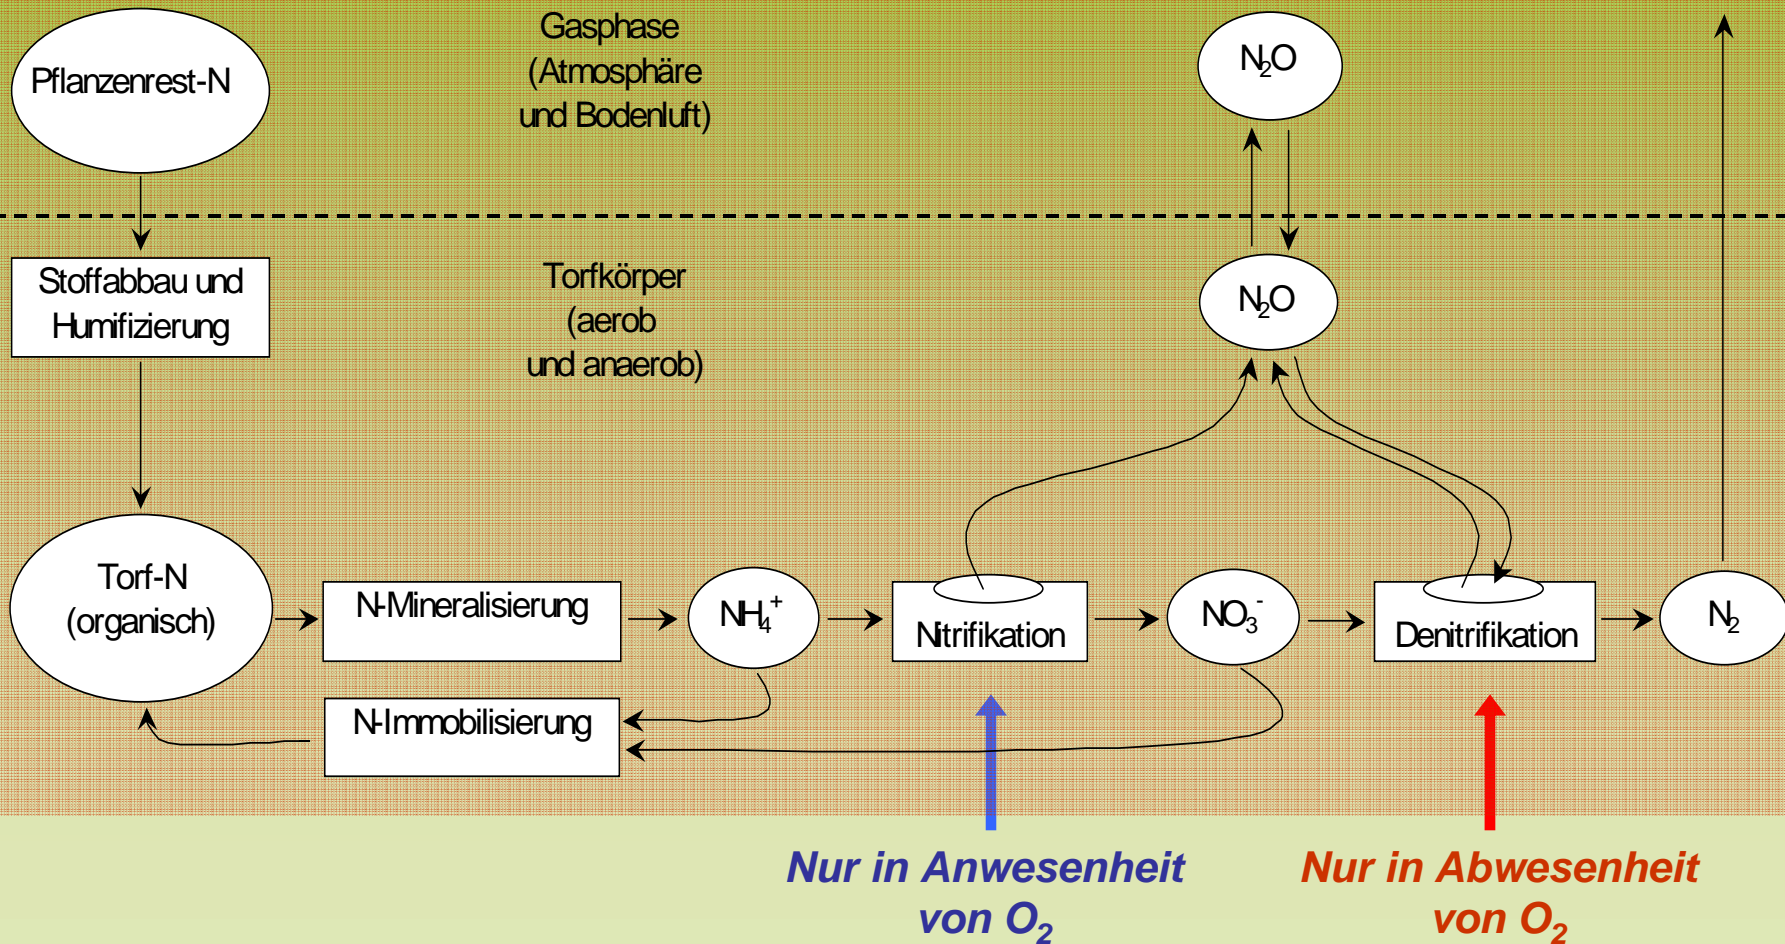 Pflanzenrest-N
Gasphase
(Atmosphäre
und Bodenluft)
N₂O
Stoffabbau und
Humifizierung
Torfkörper
(aerob
und anaerob)
N₂O
Torf-N
(organisch)
N-Mineralisierung
NH₄⁺
Nitrifikation
NO₃⁻
Denitrifikation
N₂
N-Immobilisierung
Nur in Anwesenheit
von O₂
Nur in Abwesenheit
von O₂